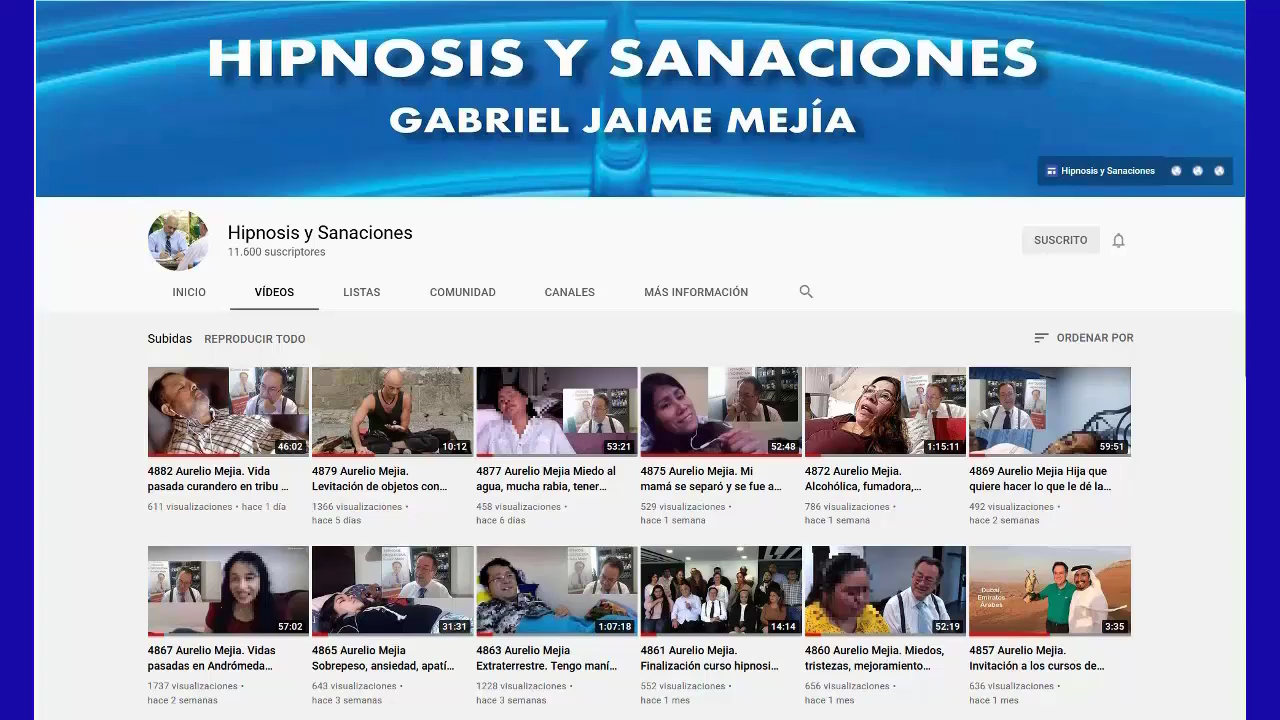 HIPNOSIS Y SANACIONES
GABRIEL JAIME MEJÍA
Hipnosis y Sanaciones
Hipnosis y Sanaciones
11.600 suscriptores
SUSCRITO
INICIO VÍDEOS LISTAS COMUNIDAD CANALES MÁS INFORMACIÓN
Subidas REPRODUCIR TODO ORDENAR POR
46:02 10:12 53:21 52:48 1:15:11 59:51
4882 Aurelio Mejia. Vida
pasada curandero en tribu ...
611 visualizaciones • hace 1 día
4879 Aurelio Mejia.
Levitación de objetos con...
1366 visualizaciones •
hace 5 días
4877 Aurelio Mejia Miedo al
agua, mucha rabia, tener...
458 visualizaciones •
hace 6 días
4875 Aurelio Mejia. Mi
mamá se separó y se fue a...
529 visualizaciones •
hace 1 semana
4872 Aurelio Mejia.
Alcohólica, fumadora,...
786 visualizaciones •
hace 1 semana
4869 Aurelio Mejia Hija que
quiere hacer lo que le dé la...
492 visualizaciones •
hace 2 semanas
Dubai,
Emiratos
Arabes
57:02 31:31 1:07:18 14:14 52:19 3:35
4867 Aurelio Mejia. Vidas
pasadas en Andrómeda...
1737 visualizaciones •
hace 2 semanas
4865 Aurelio Mejia
Sobrepeso, ansiedad, apatí...
643 visualizaciones •
hace 3 semanas
4863 Aurelio Mejia
Extraterrestre. Tengo maní...
1228 visualizaciones •
hace 3 semanas
4861 Aurelio Mejia.
Finalización curso hipnosi...
552 visualizaciones •
hace 1 mes
4860 Aurelio Mejia. Miedos,
tristezas, mejoramiento...
656 visualizaciones •
hace 1 mes
4857 Aurelio Mejia.
Invitación a los cursos de...
636 visualizaciones •
hace 1 mes